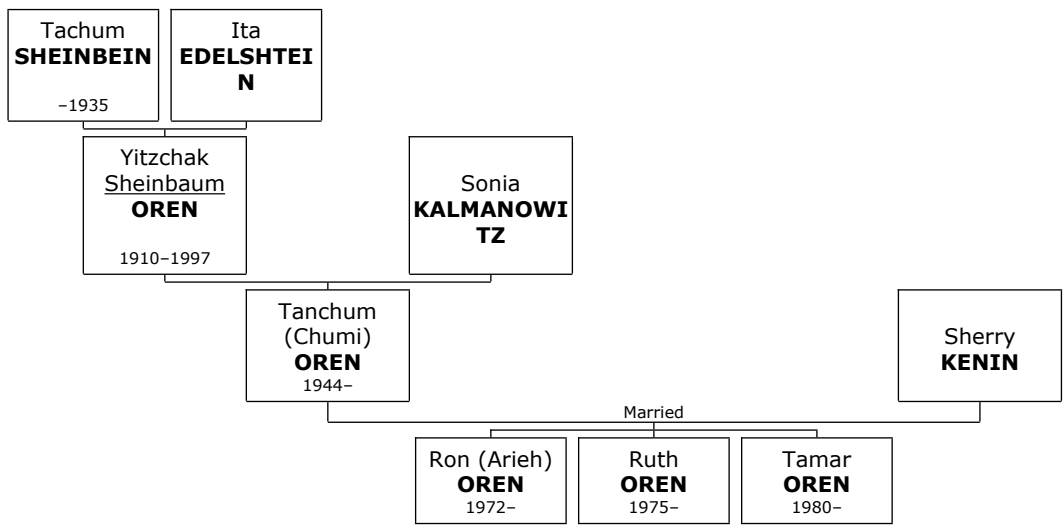 Tachum
SHEINBEIN
–1935
Ita
EDELSHTEI
N
Yitzchak
Sheinbaum
OREN
1910–1997
Sonia
KALMANOWI
TZ
Tanchum
(Chumi)
OREN
1944–
Sherry
KENIN
Married
Ron (Arieh)
OREN
1972–
Ruth
OREN
1975–
Tamar
OREN
1980–